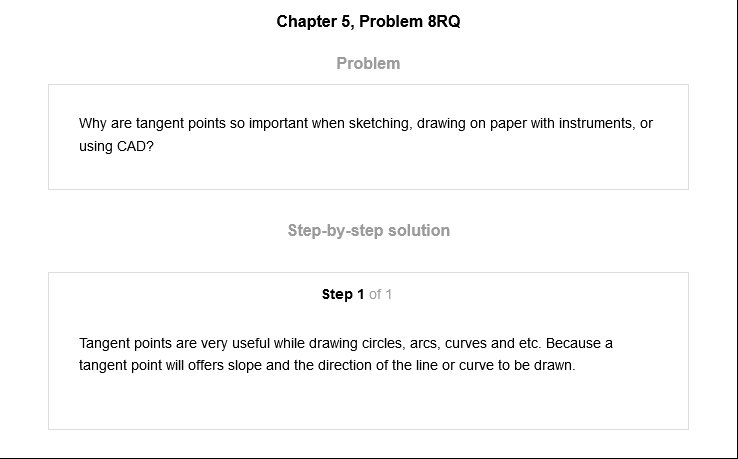 Chapter 5, Problem 8RQ
Problem
Why are tangent points so important when sketching, drawing on paper with instruments, or
using CAD?
Step-by-step solution
Step 1 of 1
Tangent points are very useful while drawing circles, arcs, curves and etc. Because a
tangent point will offers slope and the direction of the line or curve to be drawn.